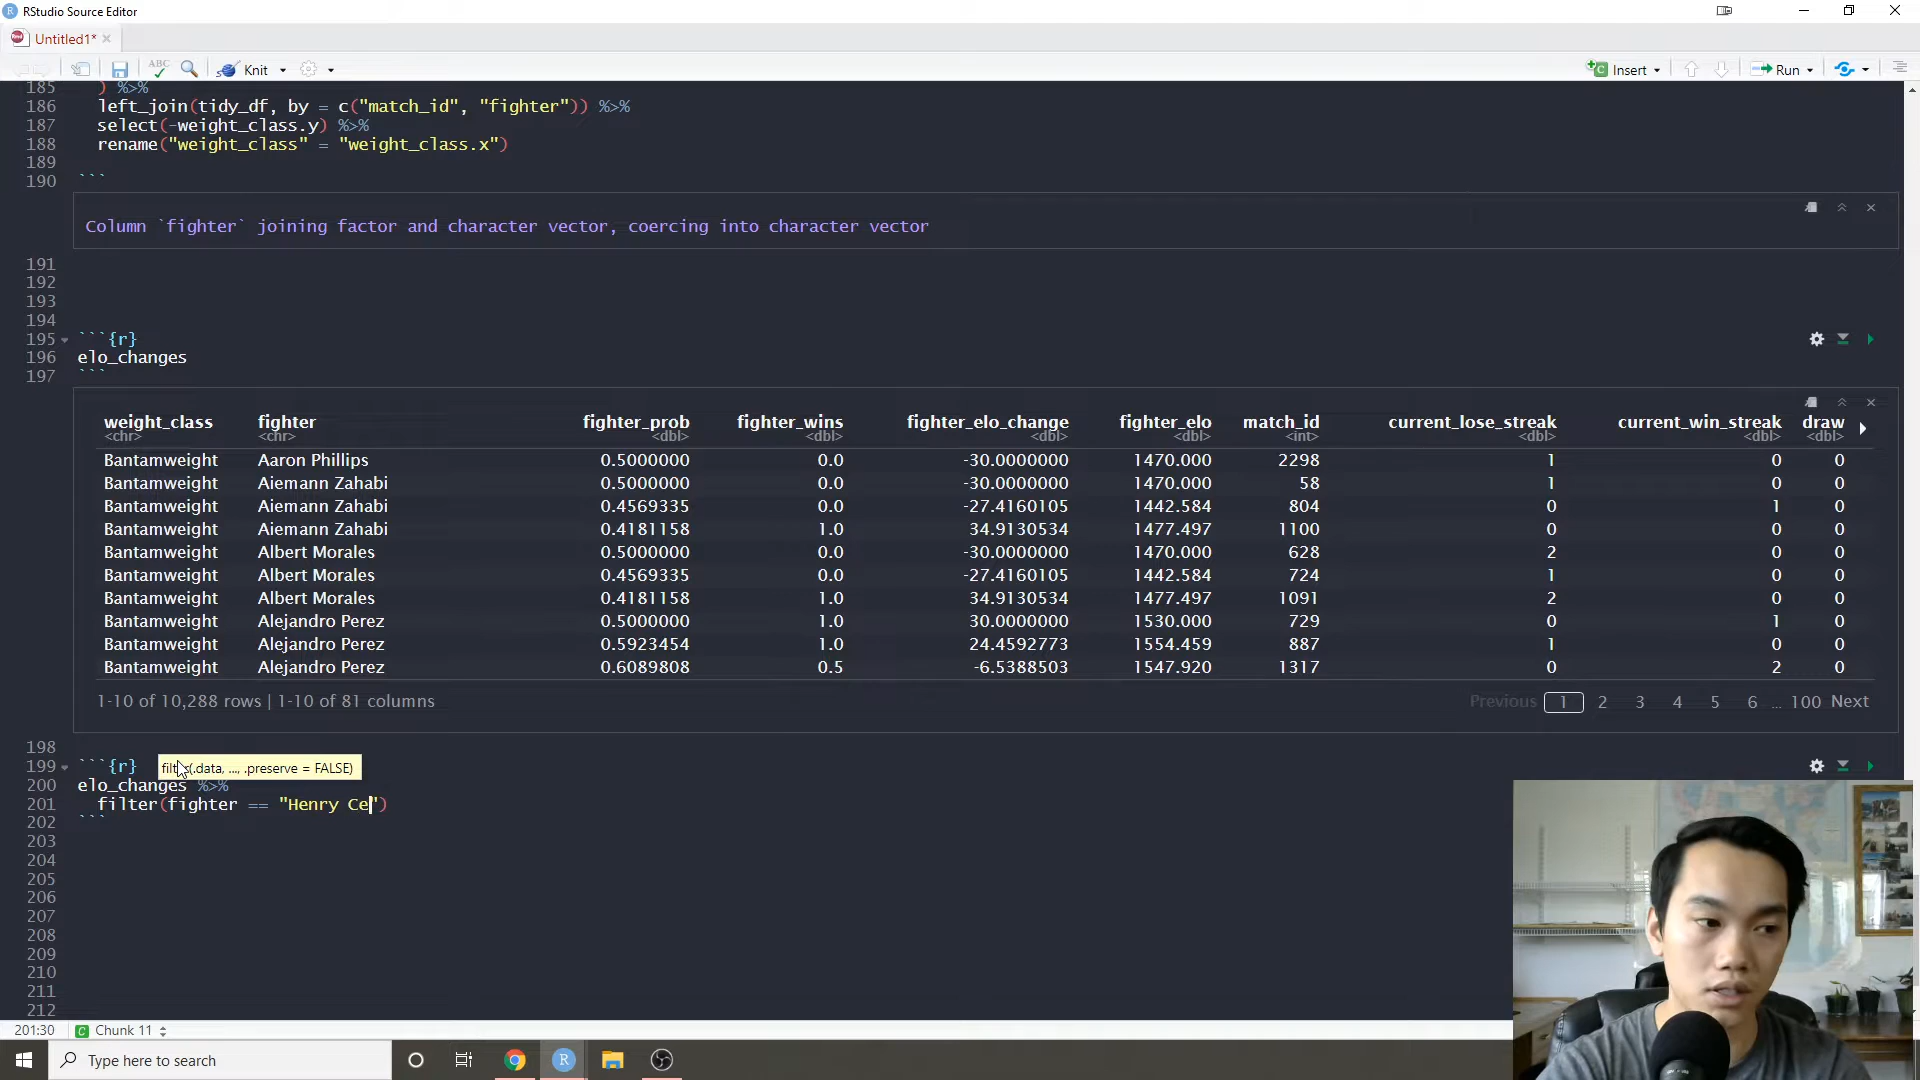 RStudio Source Editor
Untitled1*
ABC
Knit
Insert
Run
185 ) %>%
186 left_join(tidy_df, by = c("match_id", "fighter")) %>%
187 select(-weight_class.y) %>%
188 rename("weight_class" = "weight_class.x")
189
190 ```
Column `fighter` joining factor and character vector, coercing into character vector
191
192
193
194
195 ```{r}
196 elo_changes
197 ```
weight_class fighter fighter_prob fighter_wins fighter_elo_change fighter_elo match_id current_lose_streak current_win_streak draw
<chr> <chr> <dbl> <dbl> <dbl> <dbl> <int> <dbl> <dbl> <dbl>
Bantamweight Aaron Phillips 0.5000000 0.0 -30.0000000 1470.000 2298 1 0 0
Bantamweight Aiemann Zahabi 0.5000000 0.0 -30.0000000 1470.000 58 1 0 0
Bantamweight Aiemann Zahabi 0.4569335 0.0 -27.4160105 1442.584 804 0 1 0
Bantamweight Aiemann Zahabi 0.4181158 1.0 34.9130534 1477.497 1100 0 0 0
Bantamweight Albert Morales 0.5000000 0.0 -30.0000000 1470.000 628 2 0 0
Bantamweight Albert Morales 0.4569335 0.0 -27.4160105 1442.584 724 1 0 0
Bantamweight Albert Morales 0.4181158 1.0 34.9130534 1477.497 1091 2 0 0
Bantamweight Alejandro Perez 0.5000000 1.0 30.0000000 1530.000 729 0 1 0
Bantamweight Alejandro Perez 0.5923454 1.0 24.4592773 1554.459 887 1 0 0
Bantamweight Alejandro Perez 0.6089808 0.5 -6.5388503 1547.920 1317 0 2 0
1-10 of 10,288 rows | 1-10 of 81 columns
Previous 1 2 3 4 5 6 ... 100 Next
198
199 ```{r}
filter(.data, ..., .preserve = FALSE)
200 elo_changes %>%
201 filter(fighter == "Henry Ce")
202 ```
203
204
205
206
207
208
209
210
211
212
201:30 C Chunk 11
Type here to search
R